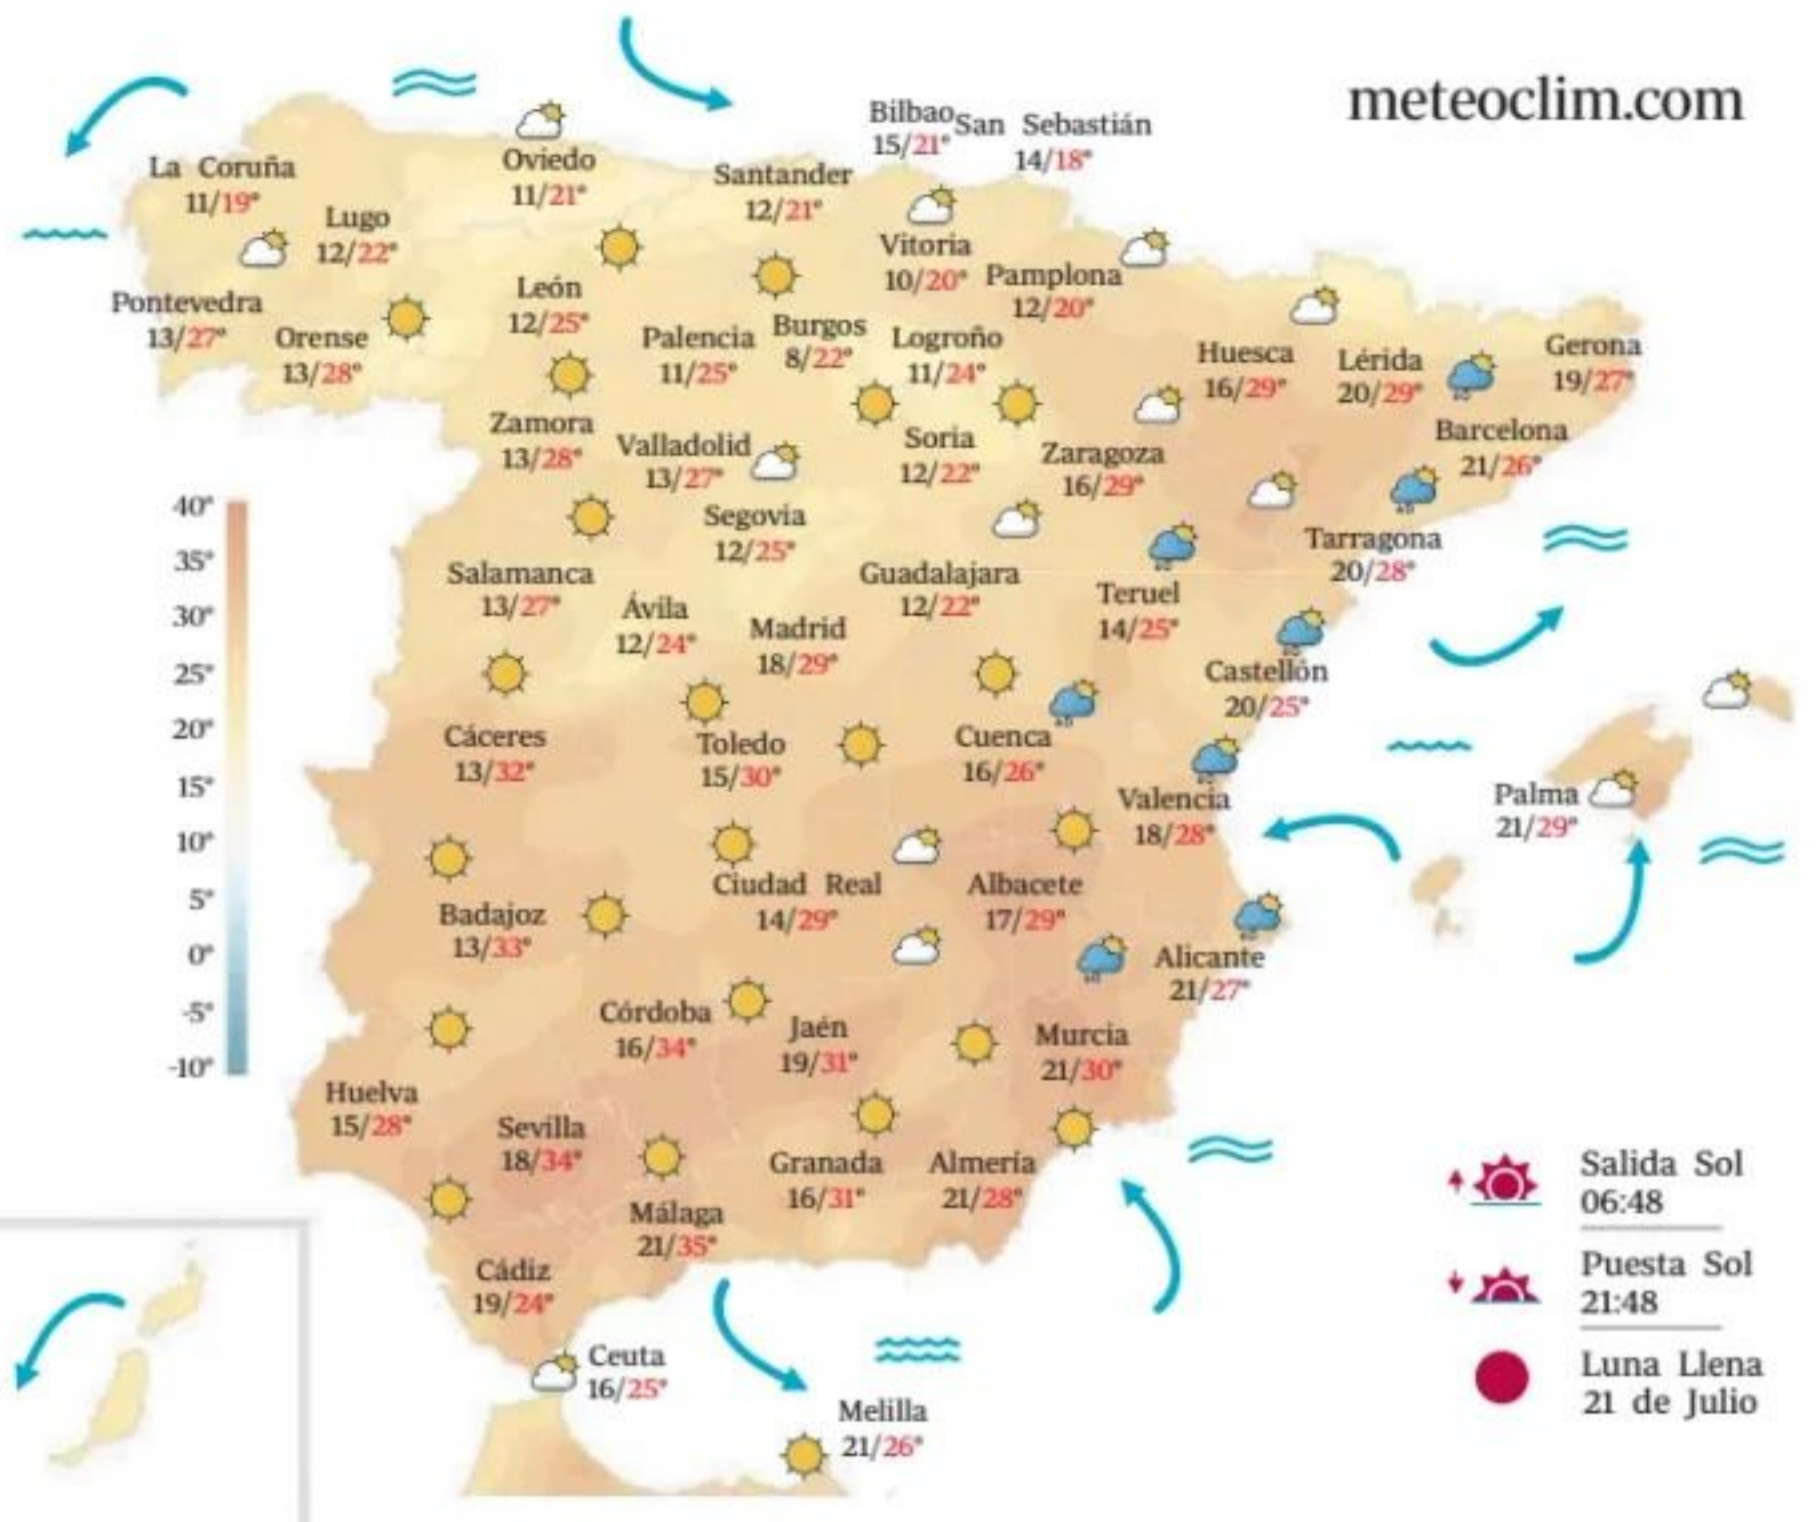 meteoclim.com
La Coruña
11/19°
Lugo
12/22°
Oviedo
11/21°
Santander
12/21°
Bilbao
15/21°
San Sebastián
14/18°
Vitoria
10/20°
Pamplona
12/20°
Pontevedra
13/27°
Orense
13/28°
León
12/25°
Palencia
11/25°
Burgos
8/22°
Logroño
11/24°
Huesca
16/29°
Lérida
20/29°
Gerona
19/27°
Zamora
13/28°
Valladolid
13/27°
Soria
12/22°
Zaragoza
16/29°
Barcelona
21/26°
Segovia
12/25°
Tarragona
20/28°
Salamanca
13/27°
Ávila
12/24°
Madrid
18/29°
Guadalajara
12/22°
Teruel
14/25°
Castellón
20/25°
Cáceres
13/32°
Toledo
15/30°
Cuenca
16/26°
Valencia
18/28°
Palma
21/29°
Badajoz
13/33°
Ciudad Real
14/29°
Albacete
17/29°
Alicante
21/27°
Córdoba
16/34°
Jaén
19/31°
Murcia
21/30°
Huelva
15/28°
Sevilla
18/34°
Granada
16/31°
Almería
21/28°
Málaga
21/35°
Cádiz
19/24°
Ceuta
16/25°
Melilla
21/26°
40°
35°
30°
25°
20°
15°
10°
5°
0°
-5°
-10°
Salida Sol
06:48
Puesta Sol
21:48
Luna Llena
21 de Julio